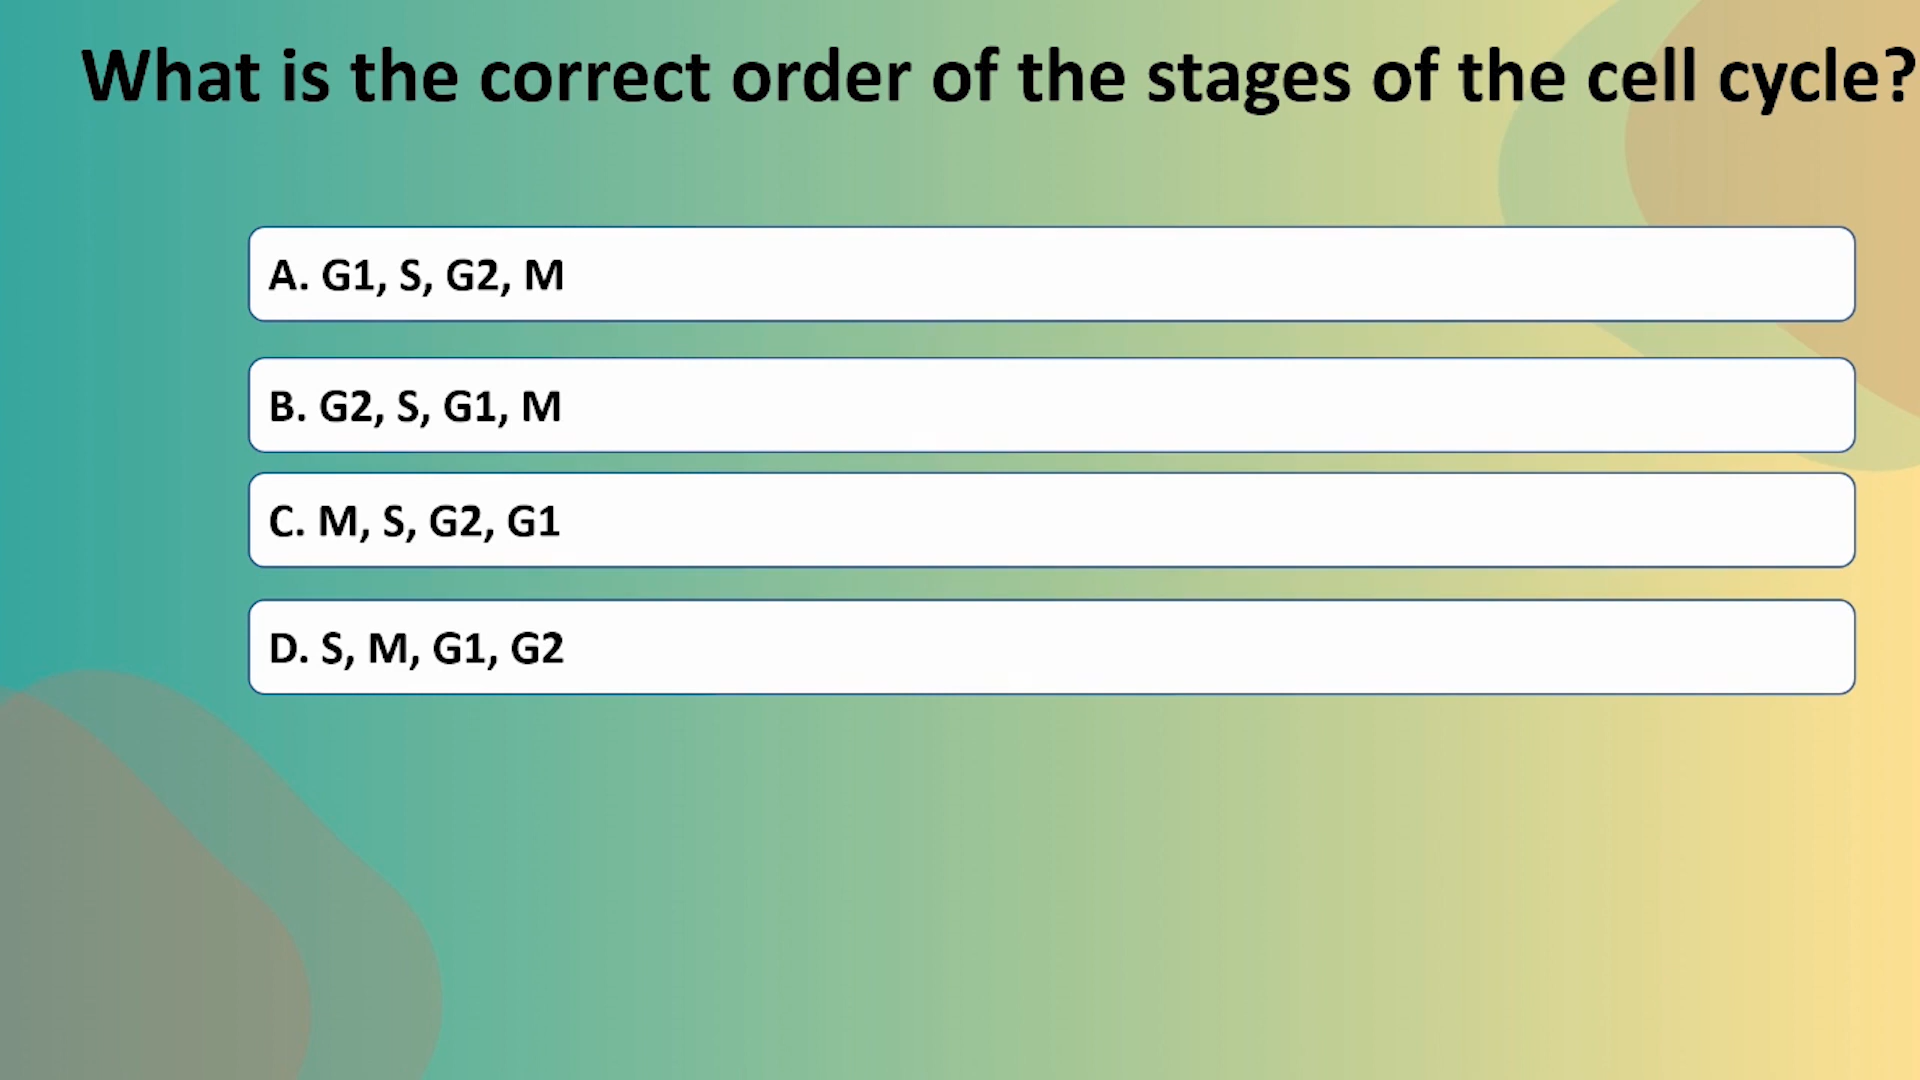 What is the correct order of the stages of the cell cycle?
A. G1, S, G2, M
B. G2, S, G1, M
C. M, S, G2, G1
D. S, M, G1, G2